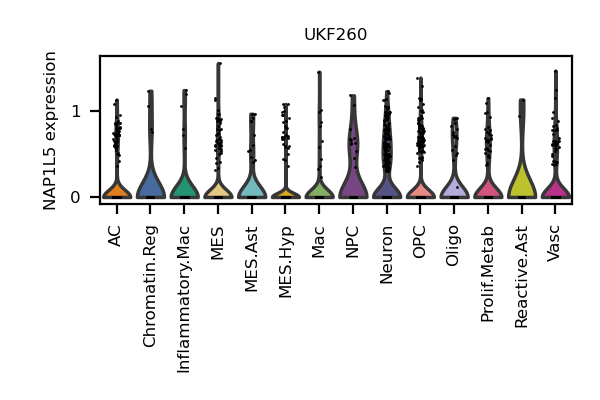 UKF260
NAP1L5 expression
1
0
AC
Chromatin.Reg
Inflammatory.Mac
MES
MES.Ast
MES.Hyp
Mac
NPC
Neuron
OPC
Oligo
Prolif.Metab
Reactive.Ast
Vasc